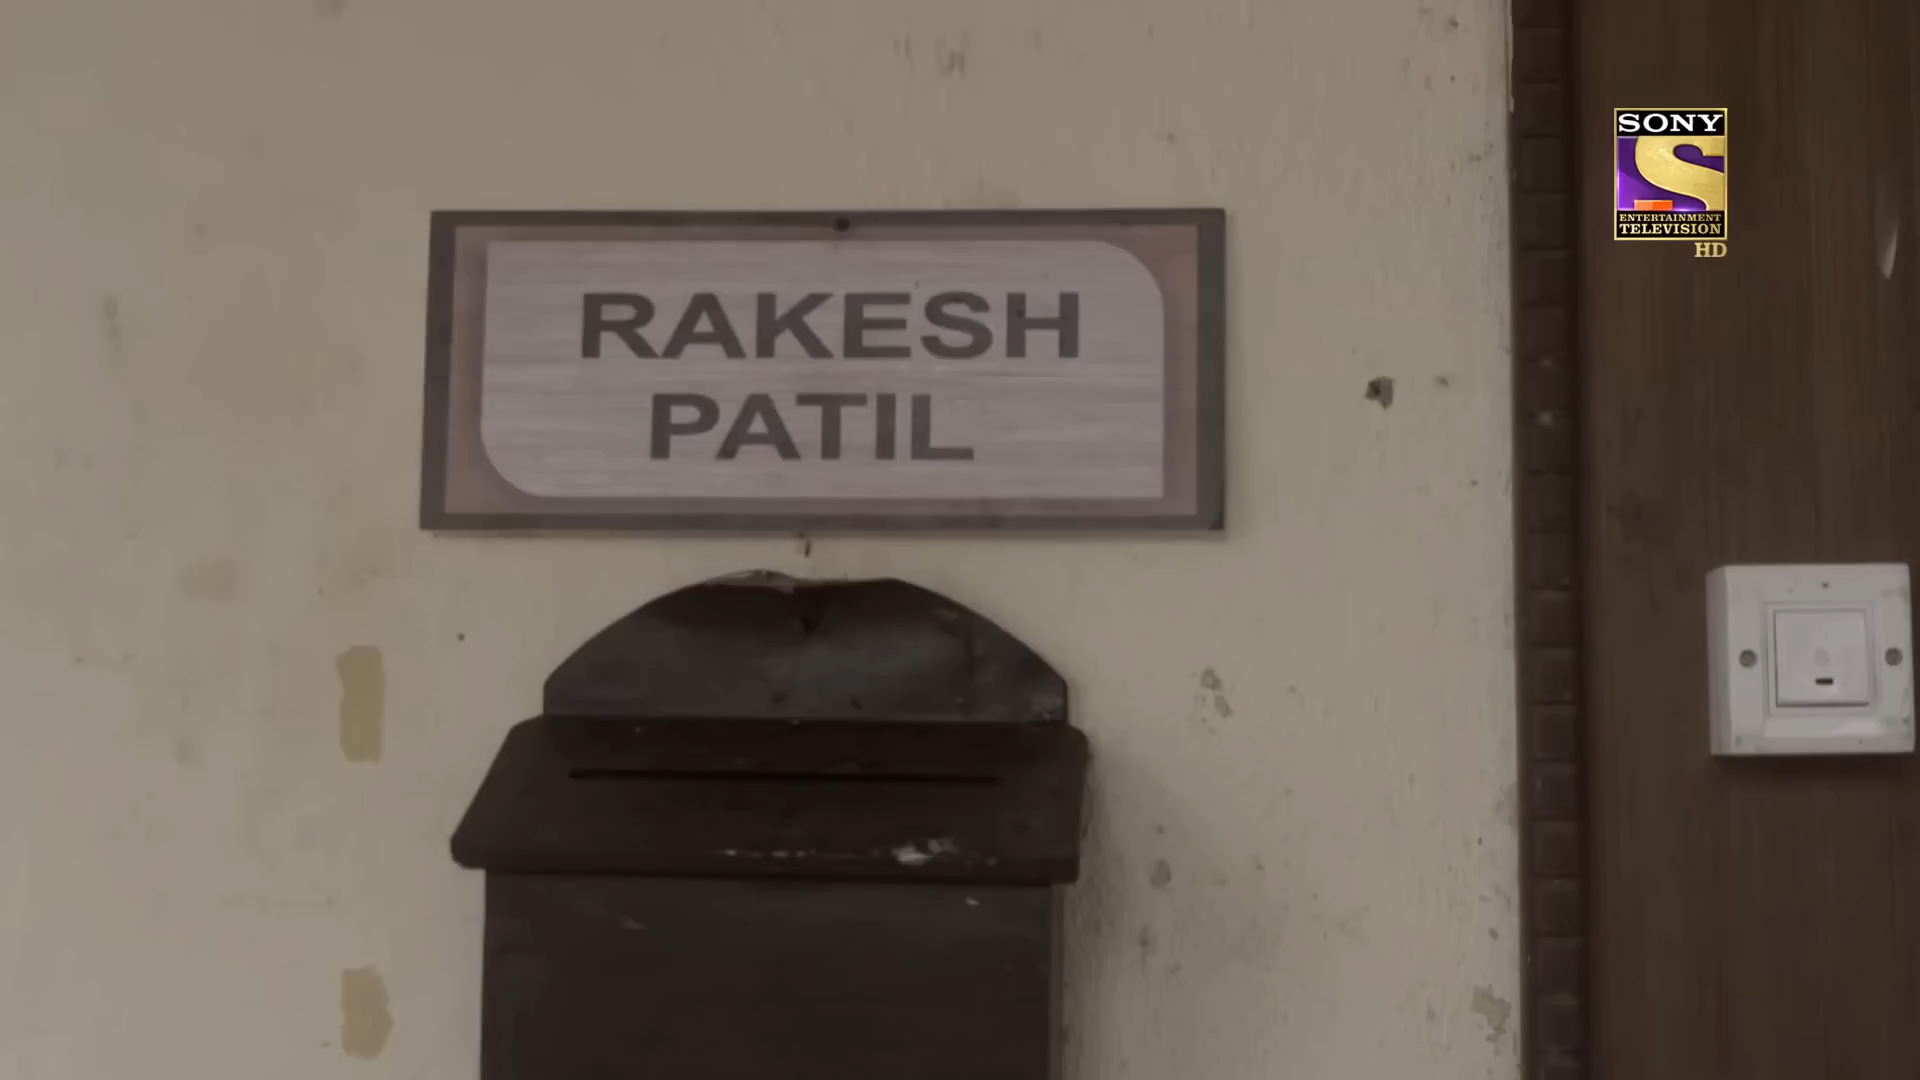 RAKESH
PATIL
SONY
ENTERTAINMENT
TELEVISION
HD